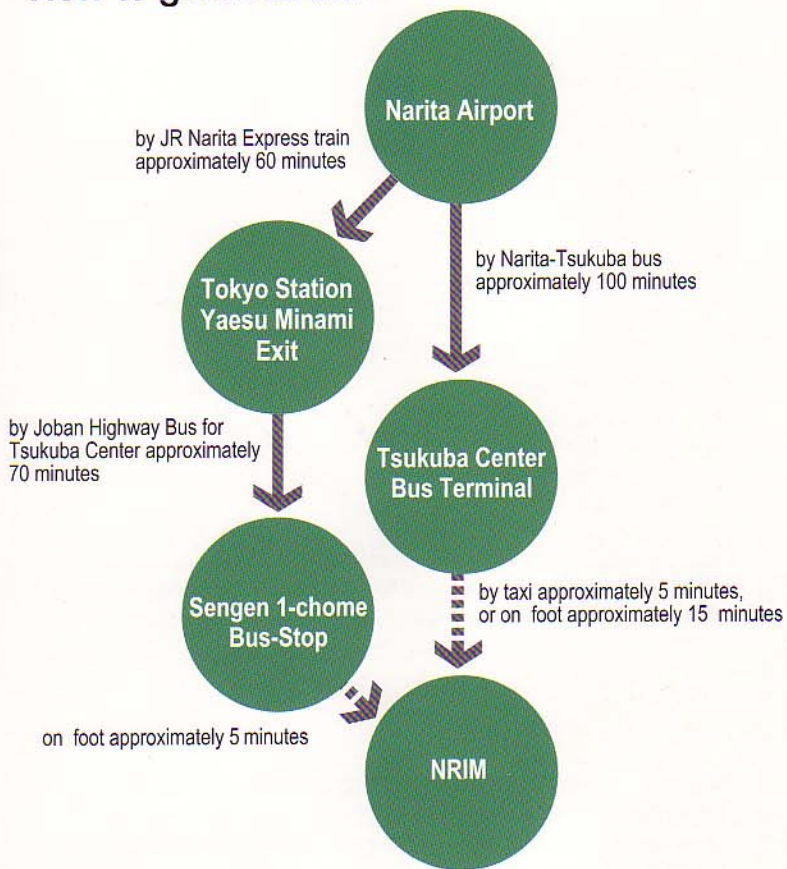 Narita Airport
by JR Narita Express train
approximately 60 minutes
by Narita-Tsukuba bus
approximately 100 minutes
Tokyo Station
Yaesu Minami
Exit
by Joban Highway Bus for
Tsukuba Center approximately
70 minutes
Tsukuba Center
Bus Terminal
Sengen 1-chome
Bus-Stop
by taxi approximately 5 minutes,
or on foot approximately 15 minutes
on foot approximately 5 minutes
NRIM